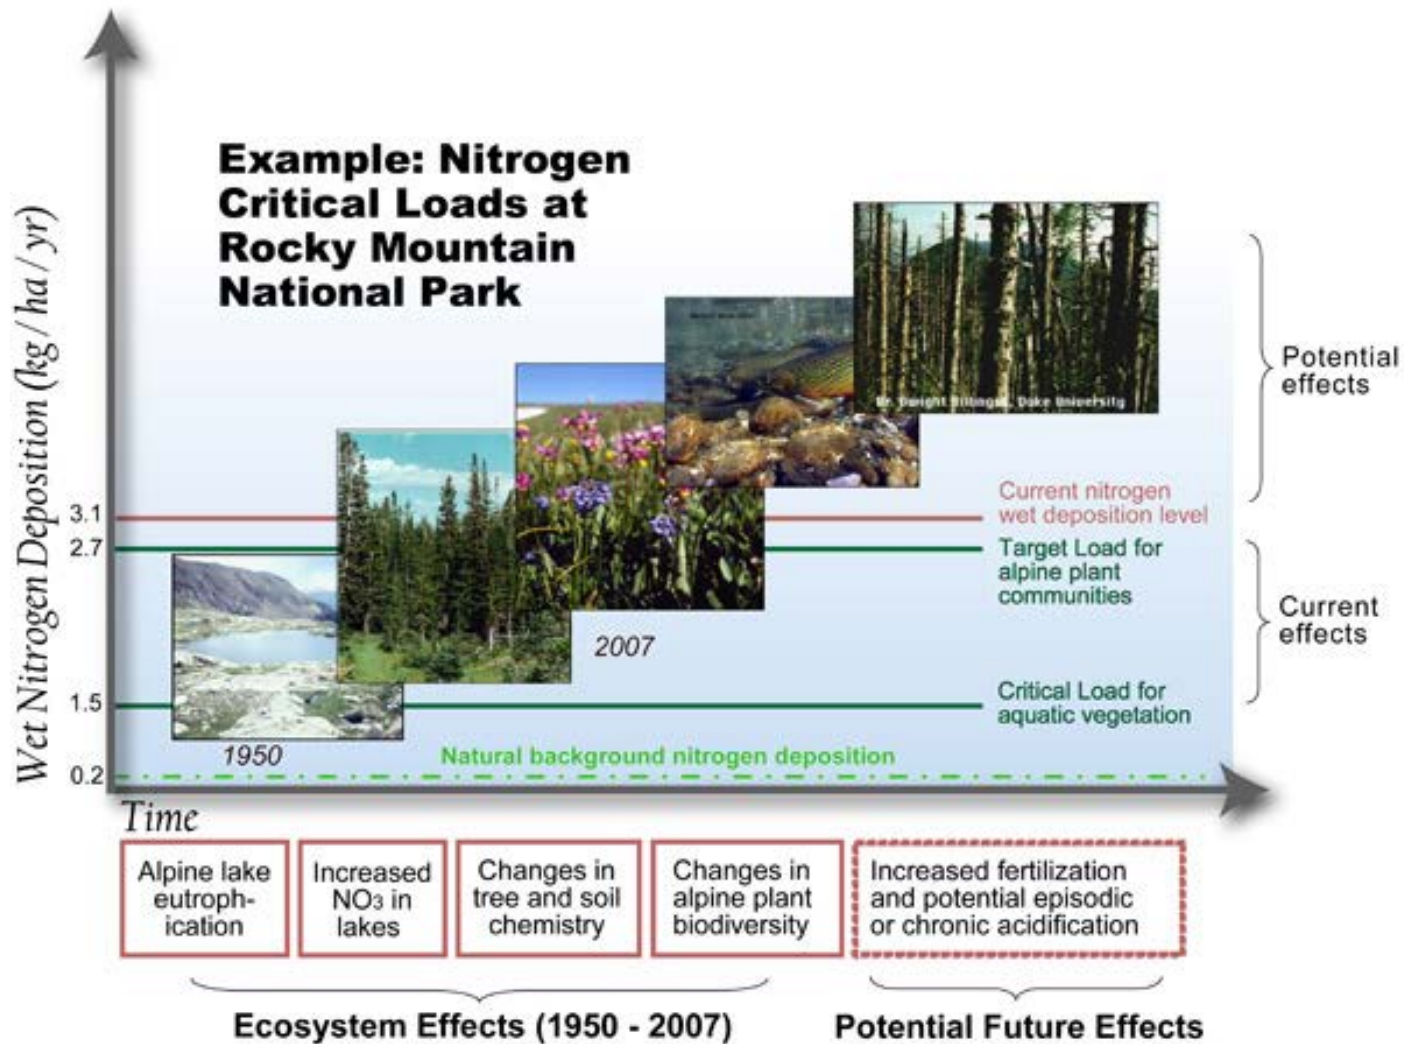 Example: Nitrogen
Critical Loads at
Rocky Mountain
National Park
Wet Nitrogen Deposition (kg / ha / yr)
3.1
2.7
1.5
0.2
Dr. Dwight Billings, Duke University
Potential
effects
Current nitrogen
wet deposition level
Target Load for
alpine plant
communities
Current
effects
2007
Critical Load for
aquatic vegetation
1950
Natural background nitrogen deposition
Time
Alpine lake
eutroph-
ication
Increased
NO3 in
lakes
Changes in
tree and soil
chemistry
Changes in
alpine plant
biodiversity
Increased fertilization
and potential episodic
or chronic acidification
Ecosystem Effects (1950 - 2007)
Potential Future Effects